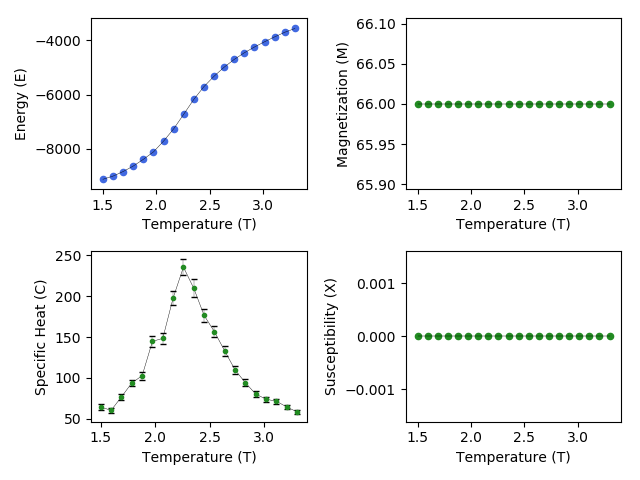 −4000
−6000
−8000
Energy (E)
1.5 2.0 2.5 3.0
Temperature (T)
66.10
66.05
66.00
65.95
65.90
Magnetization (M)
1.5 2.0 2.5 3.0
Temperature (T)
250
200
150
100
50
Specific Heat (C)
1.5 2.0 2.5 3.0
Temperature (T)
0.001
0.000
−0.001
Susceptibility (X)
1.5 2.0 2.5 3.0
Temperature (T)